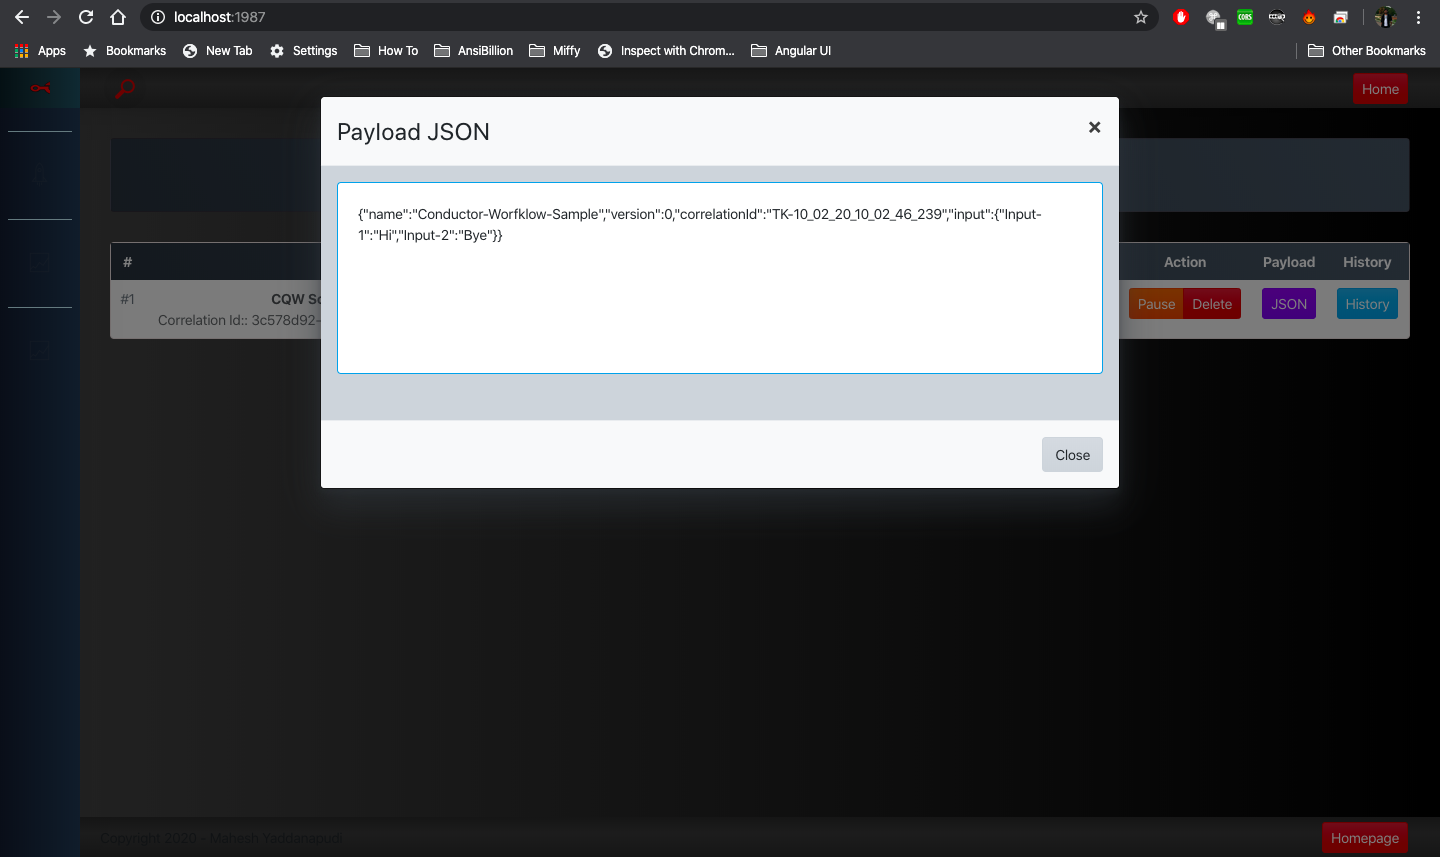 localhost:1987
Apps Bookmarks New Tab Settings How To AnsiBillion Miffy Inspect with Chrom... Angular UI Other Bookmarks
Home
Payload JSON ×
{"name":"Conductor-Worfklow-Sample","version":0,"correlationId":"TK-10_02_20_10_02_46_239","input":{"Input-
1":"Hi","Input-2":"Bye"}}
# Action Payload History
#1 CQW Sc Pause Delete JSON History
Correlation Id:: 3c578d92-
Close
Copyright 2020 - Mahesh Yaddanapudi
Homepage